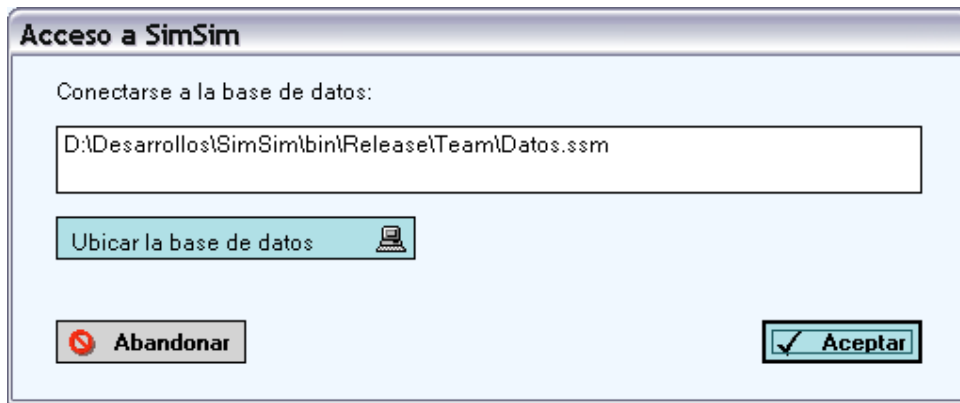 Acceso a SimSim
Conectarse a la base de datos:
D:\Desarrollos\SimSim\bin\Release\Team\Datos.ssm
Ubicar la base de datos
Abandonar
Aceptar